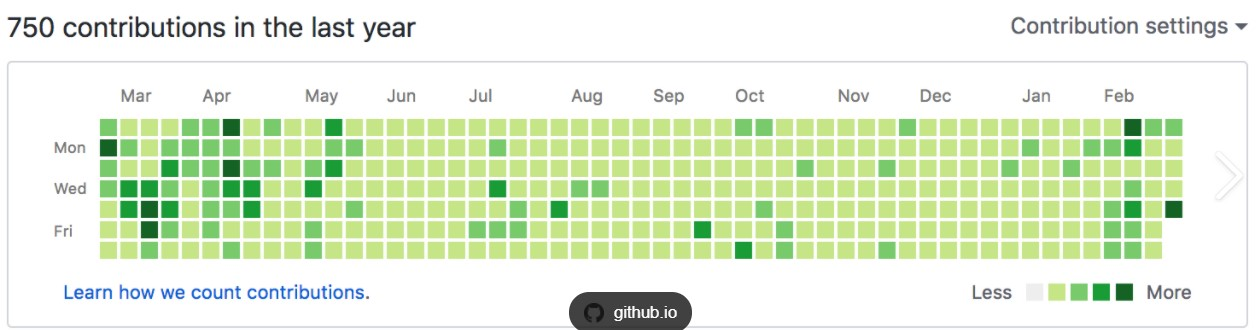 750 contributions in the last year
Contribution settings
Mar Apr May Jun Jul Aug Sep Oct Nov Dec Jan Feb
Mon
Wed
Fri
Learn how we count contributions.
Less More
github.io